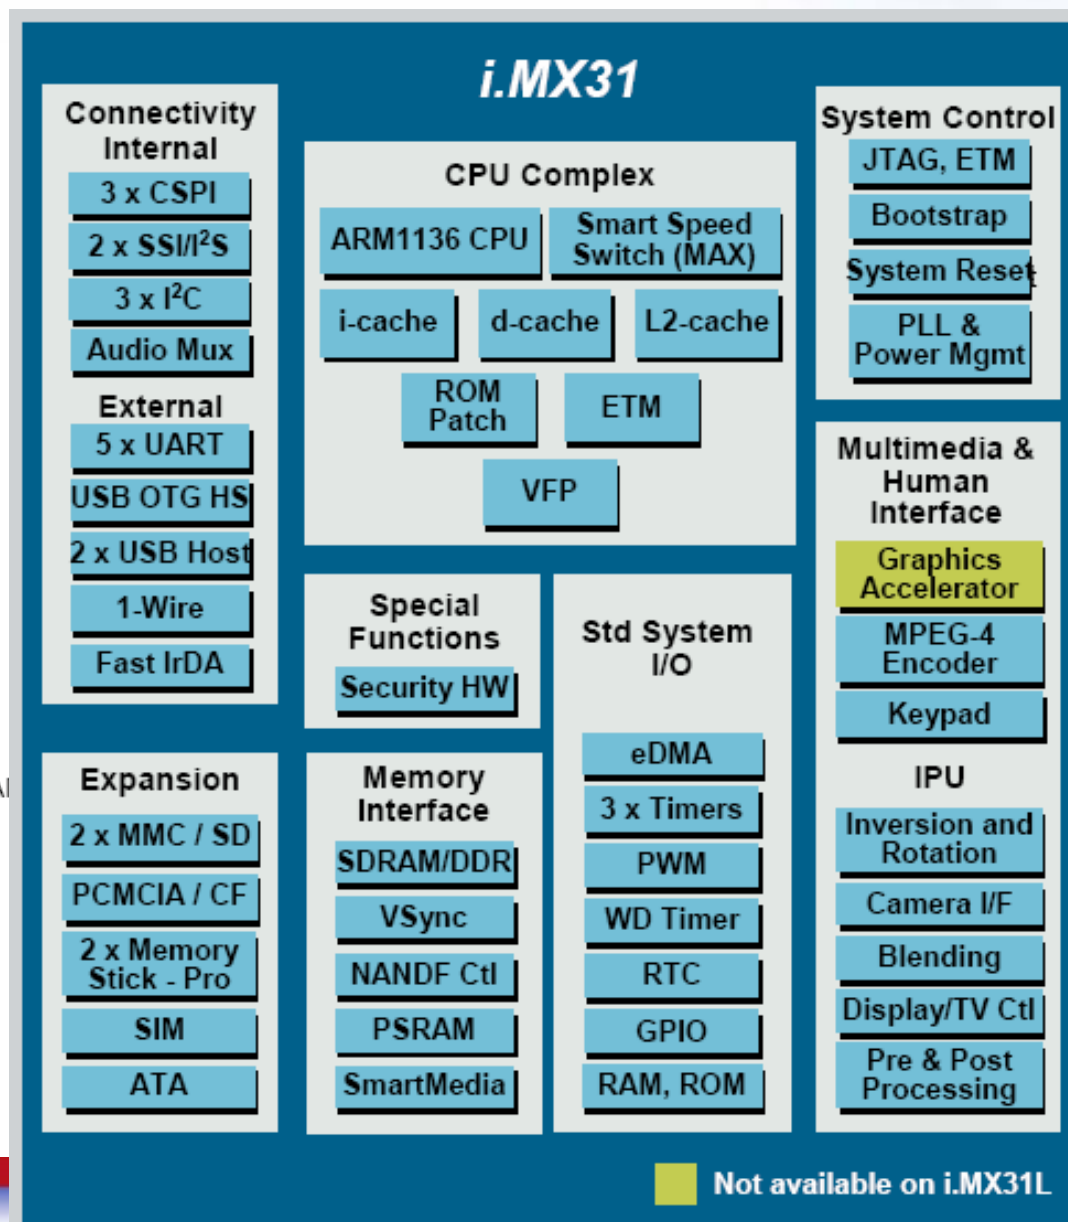 i.MX31
Connectivity
Internal
3 x CSPI
2 x SSI/I²S
3 x I²C
Audio Mux
External
5 x UART
USB OTG HS
2 x USB Host
1-Wire
Fast IrDA
CPU Complex
ARM1136 CPU
Smart Speed
Switch (MAX)
i-cache
d-cache
L2-cache
ROM
Patch
ETM
VFP
System Control
JTAG, ETM
Bootstrap
System Reset
PLL &
Power Mgmt
Special
Functions
Security HW
Std System
I/O
eDMA
3 x Timers
PWM
WD Timer
RTC
GPIO
RAM, ROM
Multimedia &
Human
Interface
Graphics
Accelerator
MPEG-4
Encoder
Keypad
IPU
Inversion and
Rotation
Camera I/F
Blending
Display/TV Ctl
Pre & Post
Processing
Expansion
2 x MMC / SD
PCMCIA / CF
2 x Memory
Stick - Pro
SIM
ATA
Memory
Interface
SDRAM/DDR
VSync
NANDF Ctl
PSRAM
SmartMedia
Not available on i.MX31L